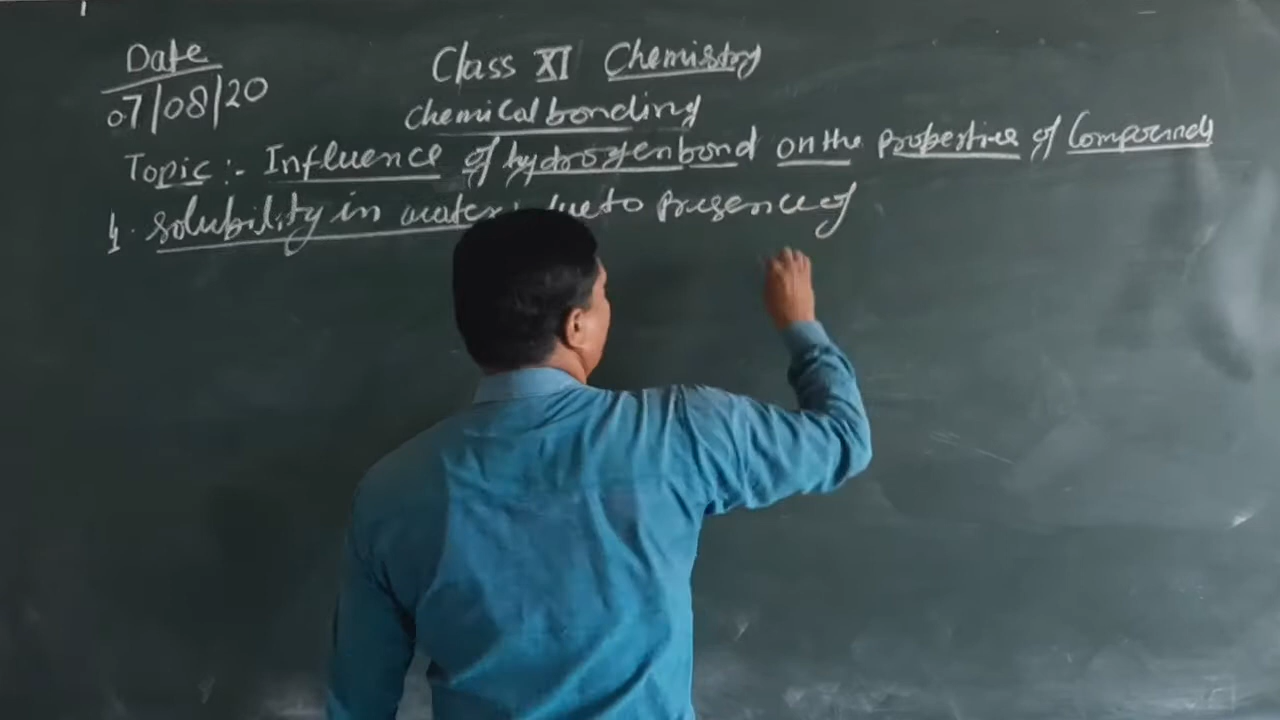 Date
07/08/20
Class XI Chemistry
Chemical bonding
Topic:- Influence of hydrogen bond on the properties of Compounds
1. solubility in water: due to presence of